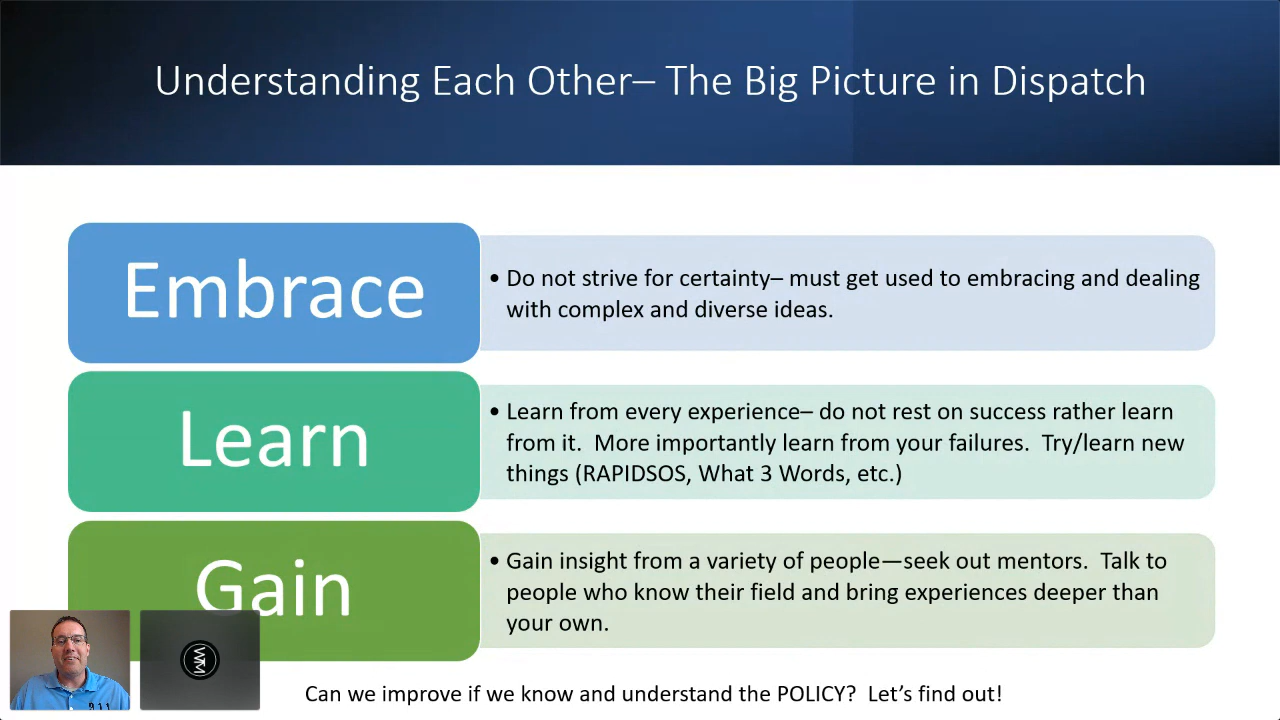 Understanding Each Other– The Big Picture in Dispatch
Embrace
• Do not strive for certainty– must get used to embracing and dealing
with complex and diverse ideas.
Learn
• Learn from every experience– do not rest on success rather learn
from it.  More importantly learn from your failures.  Try/learn new
things (RAPIDSOS, What 3 Words, etc.)
Gain
• Gain insight from a variety of people—seek out mentors.  Talk to
people who know their field and bring experiences deeper than
your own.
911
Can we improve if we know and understand the POLICY?  Let’s find out!